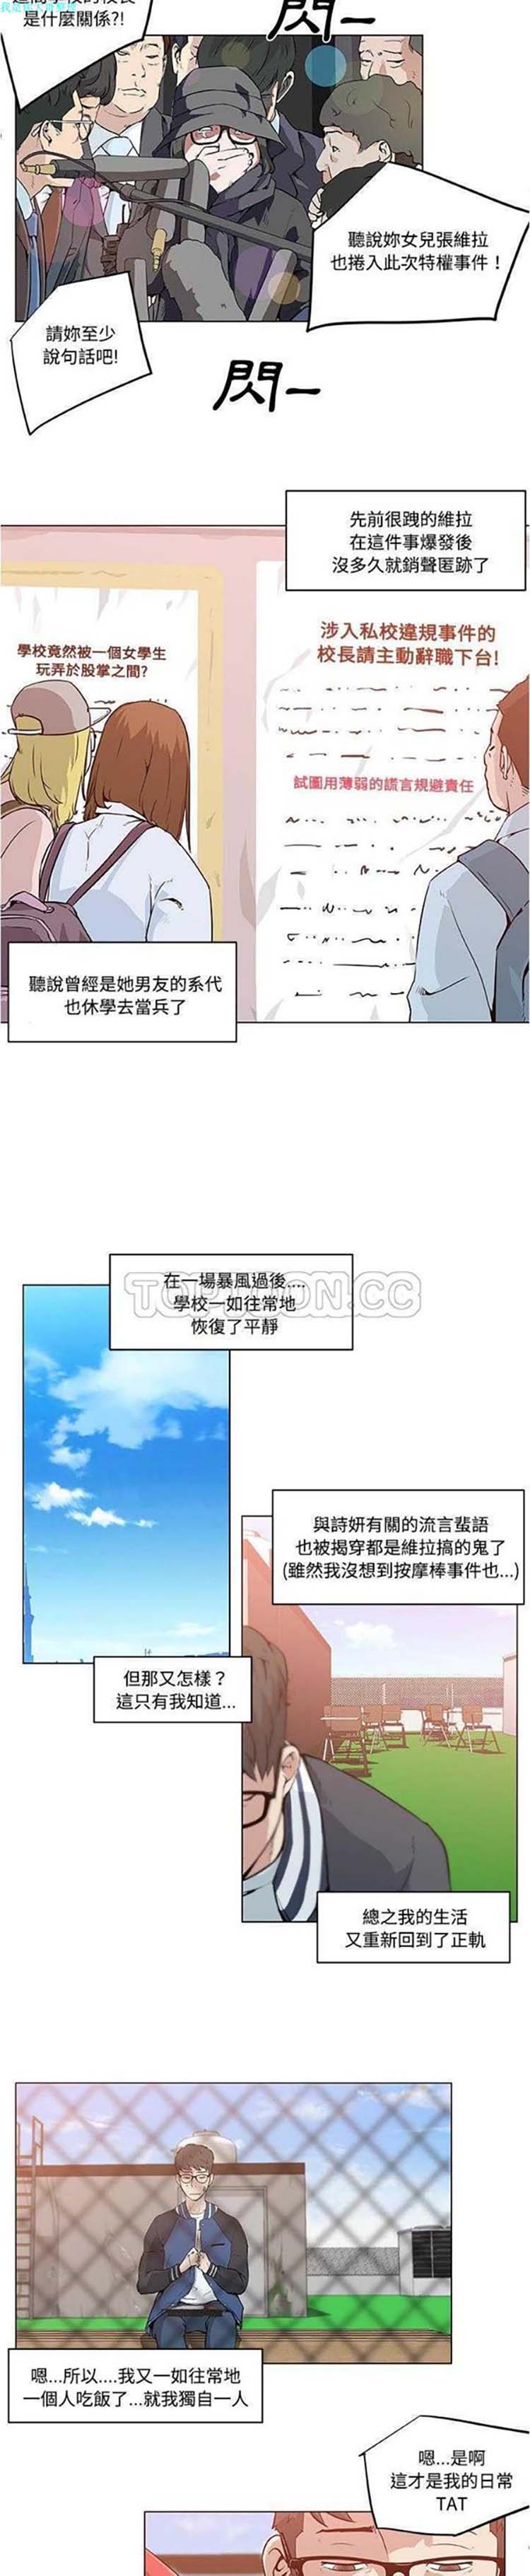 是什麼關係?!
閃一
聽說妳女兒張維拉
也捲入此次特權事件！
請妳至少
說句話吧!
閃一
先前很跩的維拉
在這件事爆發後
沒多久就銷聲匿跡了
學校竟然被一個女學生
玩弄於股掌之間?
涉入私校違規事件的
校長請主動辭職下台!
試圖用薄弱的謊言規避責任
聽說曾經是她男友的系代
也休學去當兵了
在一場暴風過後....
學校一如往常地
恢復了平靜
TOPTOON.CC
與詩妍有關的流言蜚語
也被揭穿都是維拉搞的鬼了
(雖然我沒想到按摩棒事件也...)
但那又怎樣？
這只有我知道...
總之我的生活
又重新回到了正軌
嗯...所以....我又一如往常地
一個人吃飯了...就我獨自一人
嗯...是啊
這才是我的日常
TAT